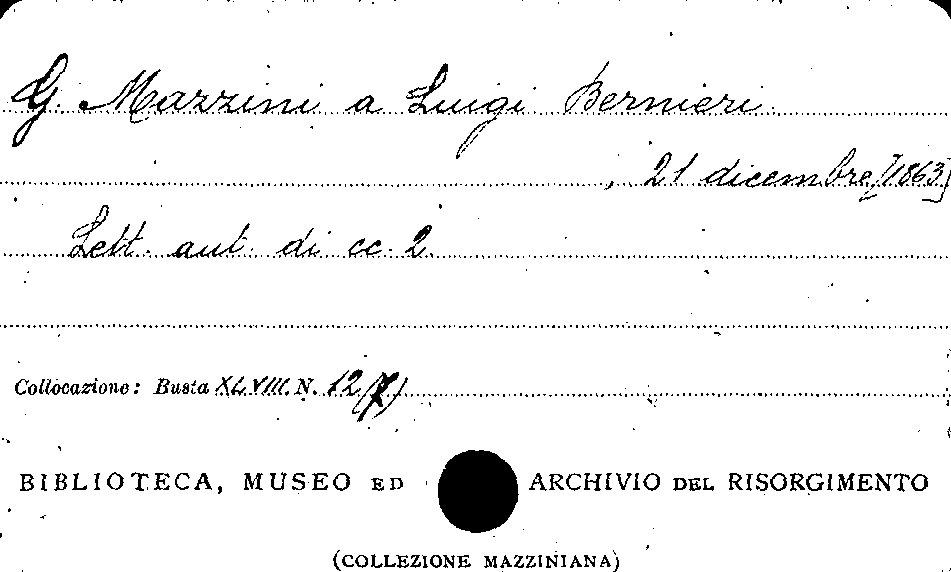 G. Mazzini a Luigi Bernieri
, 21 dicembre [1863]
Lett. aut. di cc. 2.
Collocazione: Busta XLVIII N. 12 (7)
BIBLIOTECA, MUSEO ED ARCHIVIO DEL RISORGIMENTO
(COLLEZIONE MAZZINIANA)